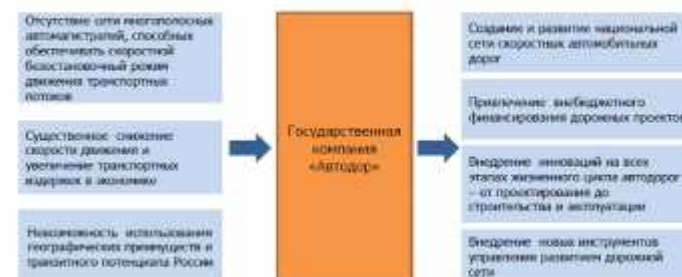 Отсутствие сети многополосных
автомагистралей, способных
обеспечивать скоростной
безостановочный режим
движения транспортных
потоков
Существенное снижение
скорости движения и
увеличение транспортных
издержек в экономике
Невозможность использования
географических преимуществ и
транзитного потенциала России
Государственная
компания
«Автодор»
Создание и развитие национальной
сети скоростных автомобильных
дорог
Привлечение внебюджетного
финансирования дорожных проектов
Внедрение инноваций на всех
этапах жизненного цикла автодорог
– от проектирования до
строительства и эксплуатации
Внедрение новых инструментов
управления развитием дорожной
сети